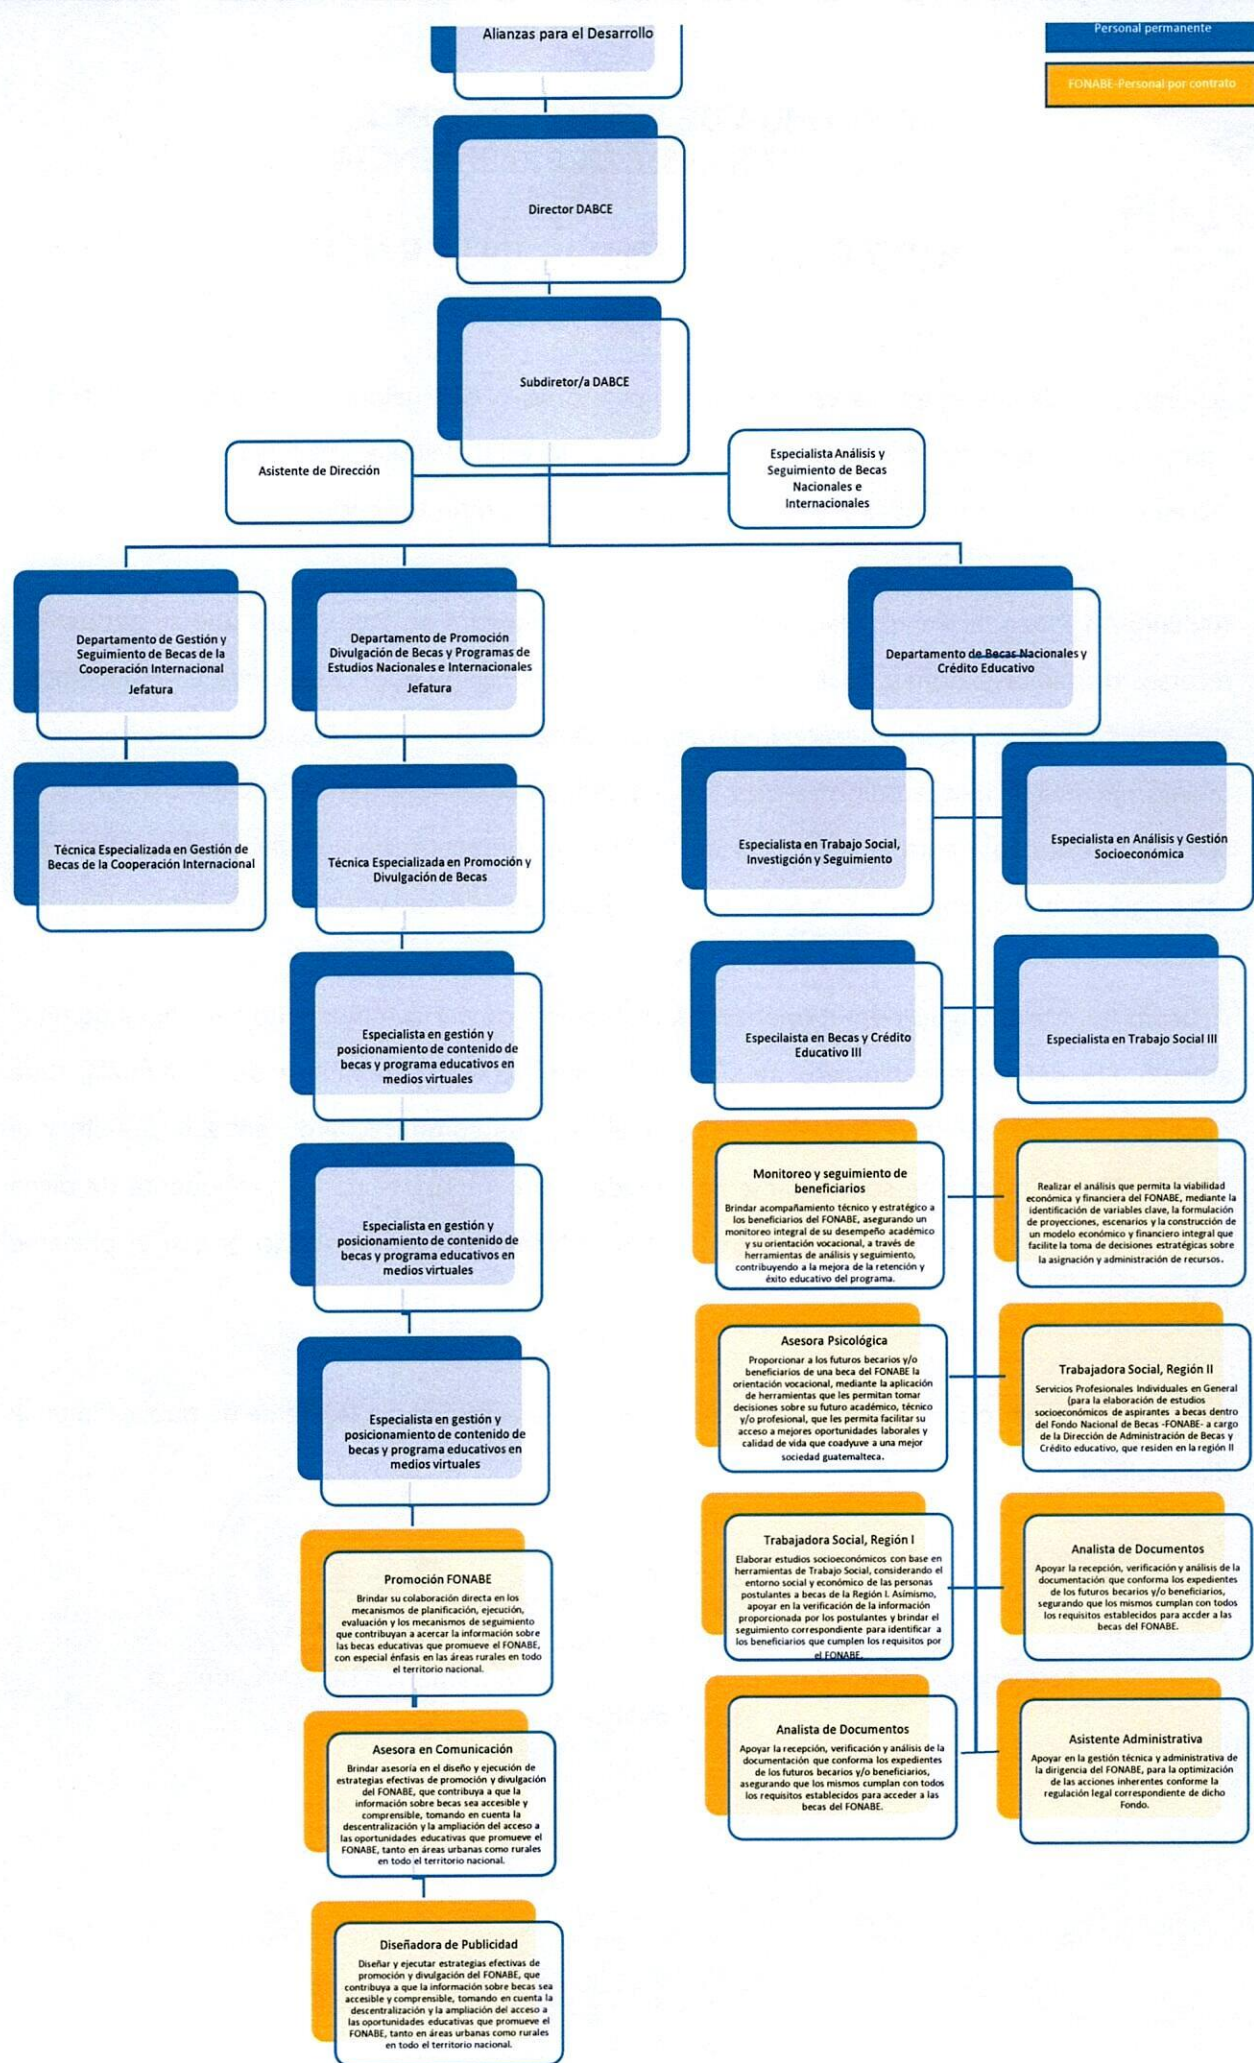 Alianzas para el Desarrollo
Personal permanente
FONABE-Personal por contrato
Director DABCE
Subdiretor/a DABCE
Asistente de Dirección
Especialista Análisis y
Seguimiento de Becas
Nacionales e
Internacionales
Departamento de Gestión y
Seguimiento de Becas de la
Cooperación Internacional
Jefatura
Departamento de Promoción
Divulgación de Becas y Programas de
Estudios Nacionales e Internacionales
Jefatura
Departamento de Becas Nacionales y
Crédito Educativo
Técnica Especializada en Gestión de
Becas de la Cooperación Internacional
Técnica Especializada en Promoción y
Divulgación de Becas
Especialista en Trabajo Social,
Investigción y Seguimiento
Especialista en Análisis y Gestión
Socioeconómica
Especialista en gestión y
posicionamiento de contenido de
becas y programa educativos en
medios virtuales
Especilaista en Becas y Crédito
Educativo III
Especialista en Trabajo Social III
Especialista en gestión y
posicionamiento de contenido de
becas y programa educativos en
medios virtuales
Monitoreo y seguimiento de
beneficiarios
Brindar acompañamiento técnico y estratégico a
los beneficiarios del FONABE, asegurando un
monitoreo integral de su desempeño académico
y su orientación vocacional, a través de
herramientas de análisis y seguimiento,
contribuyendo a la mejora de la retención y
éxito educativo del programa.
Realizar el análisis que permita la viabilidad
económica y financiera del FONABE, mediante la
identificación de variables clave, la formulación
de proyecciones, escenarios y la construcción de
un modelo económico y financiero integral que
facilite la toma de decisiones estratégicas sobre
la asignación y administración de recursos.
Especialista en gestión y
posicionamiento de contenido de
becas y programa educativos en
medios virtuales
Asesora Psicológica
Proporcionar a los futuros becarios y/o
beneficiarios de una beca del FONABE la
orientación vocacional, mediante la aplicación
de herramientas que les permitan tomar
decisiones sobre su futuro académico, técnico
y/o profesional, que les permita facilitar su
acceso a mejores oportunidades laborales y
calidad de vida que coadyuve a una mejor
sociedad guatemalteca.
Trabajadora Social, Región II
Servicios Profesionales Individuales en General
(para la elaboración de estudios
socioeconómicos de aspirantes a becas dentro
del Fondo Nacional de Becas -FONABE- a cargo
de la Dirección de Administración de Becas y
Crédito educativo, que residen en la región II
Promoción FONABE
Brindar su colaboración directa en los
mecanismos de planificación, ejecución,
evaluación y los mecanismos de seguimiento
que contribuyan a acercar la información sobre
las becas educativas que promueve el FONABE,
con especial énfasis en las áreas rurales en todo
el territorio nacional.
Trabajadora Social, Región I
Elaborar estudios socioeconómicos con base en
herramientas de Trabajo Social, considerando el
entorno social y económico de las personas
postulantes a becas de la Región I. Asímismo,
apoyar en la verificación de la información
proporcionada por los postulantes y brindar el
seguimiento correspondiente para identificar a
los beneficiarios que cumplen los requisitos por
el FONABE.
Analista de Documentos
Apoyar la recepción, verificación y análisis de la
documentación que conforma los expedientes
de los futuros becarios y/o beneficiarios,
segurando que los mismos cumplan con todos
los requisitos establecidos para accder a las
becas del FONABE.
Asesora en Comunicación
Brindar asesoría en el diseño y ejecución de
estrategias efectivas de promoción y divulgación
del FONABE, que contribuya a que la
información sobre becas sea accesible y
comprensible, tomando en cuenta la
descentralización y la ampliación del acceso a
las oportunidades educativas que promueve el
FONABE, tanto en áreas urbanas como rurales
en todo el territorio nacional.
Analista de Documentos
Apoyar la recepción, verificación y análisis de la
documentación que conforma los expedientes
de los futuros becarios y/o beneficiarios,
asegurando que los mismos cumplan con todos
los requisitos establecidos para acceder a las
becas del FONABE.
Asistente Administrativa
Apoyar en la gestión técnica y administrativa de
la dirigencia del FONABE, para la optimización
de las acciones inherentes conforme la
regulación legal correspondiente de dicho
Fondo.
Diseñadora de Publicidad
Diseñar y ejecutar estrategias efectivas de
promoción y divulgación del FONABE, que
contribuya a que la información sobre becas sea
accesible y comprensible, tomando en cuenta la
descentralización y la ampliación del acceso a
las oportunidades educativas que promueve el
FONABE, tanto en áreas urbanas como rurales
en todo el territorio nacional.